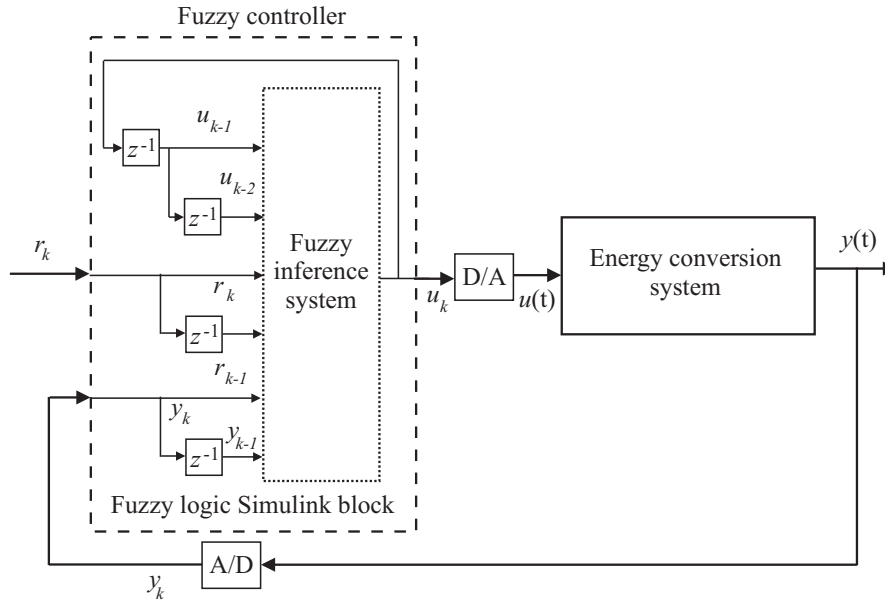 Fuzzy controller
u_{k-1}
z^{-1}
u_{k-2}
z^{-1}
Fuzzy
inference
system
r_k
r_k
z^{-1}
r_{k-1}
y_k
y_{k-1}
z^{-1}
Fuzzy logic Simulink block
u_k
D/A
u(t)
Energy conversion
system
y(t)
A/D
y_k